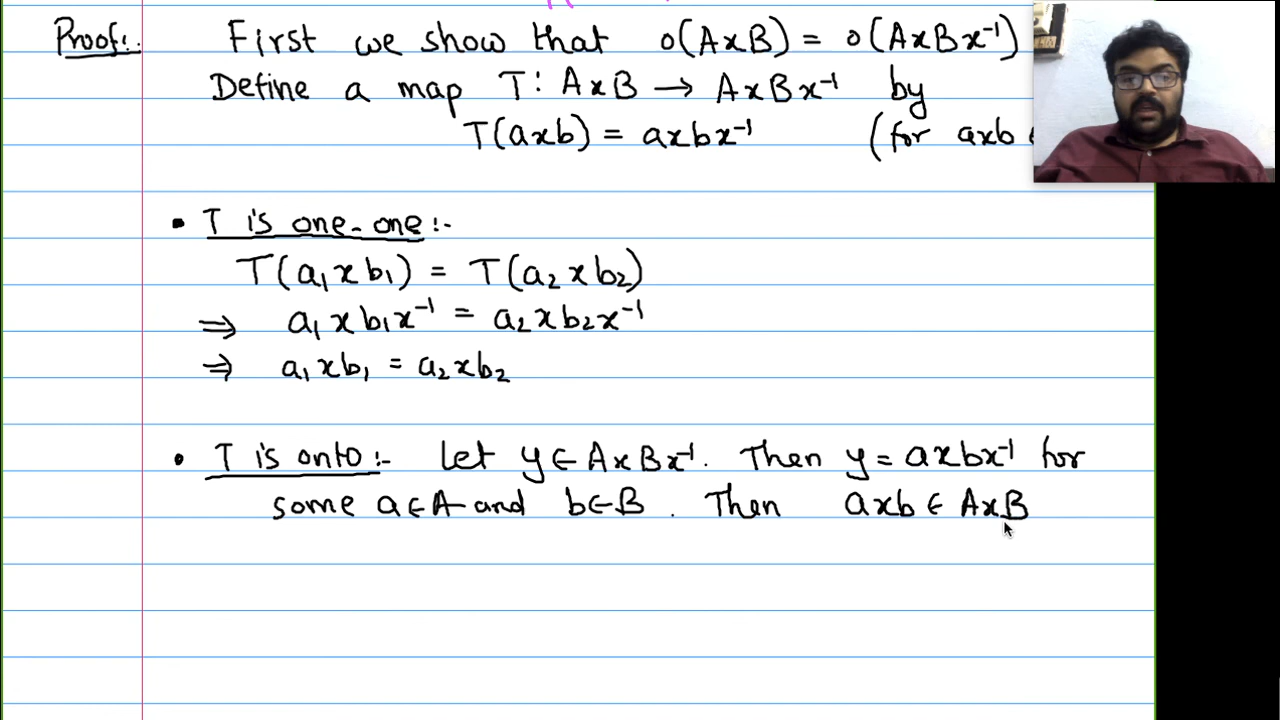 Proof:. First we show that o(AxB) = o(AxBx⁻¹)
Define a map T: AxB → AxBx⁻¹ by
T(axb) = axbx⁻¹ (for axb
• T is one-one:-
T(a₁xb₁) = T(a₂xb₂)
⇒ a₁xb₁x⁻¹ = a₂xb₂x⁻¹
⇒ a₁xb₁ = a₂xb₂
• T is onto:- Let y∈AxBx⁻¹. Then y = axbx⁻¹ for
some a∈A and b∈B. Then axb ∈ AxB